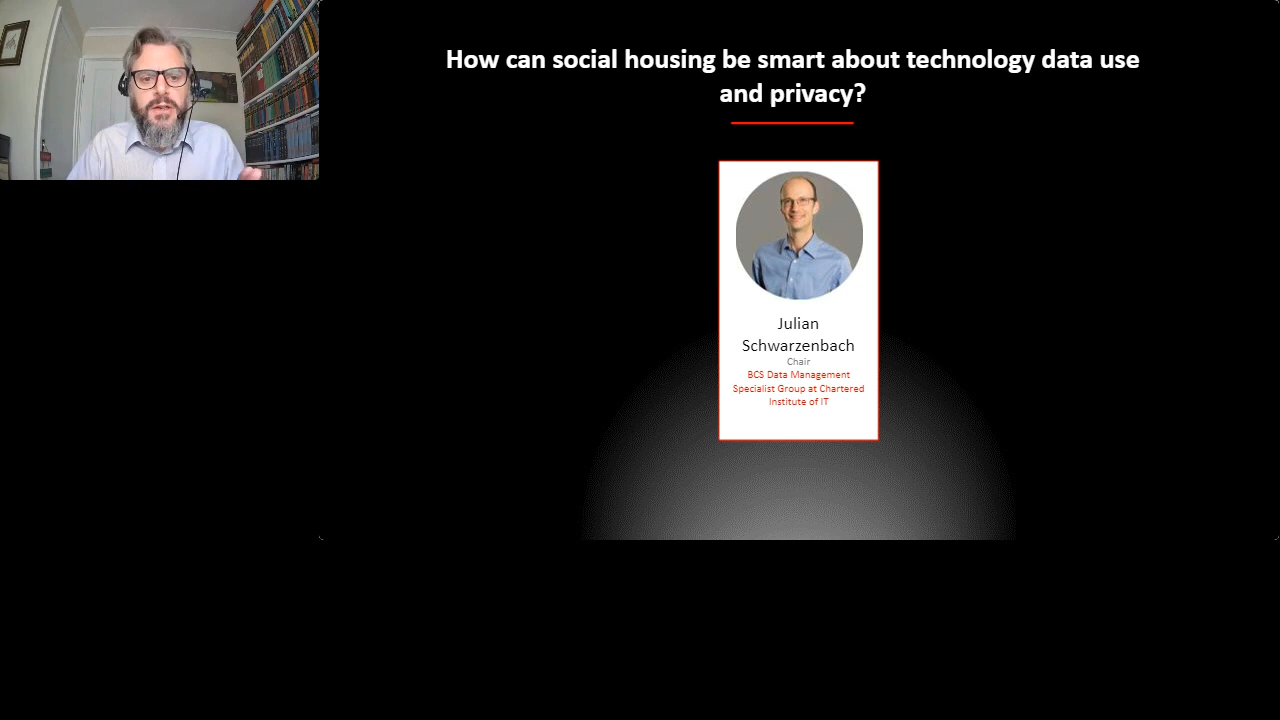 How can social housing be smart about technology data use
and privacy?
Julian
Schwarzenbach
Chair
BCS Data Management
Specialist Group at Chartered
Institute of IT